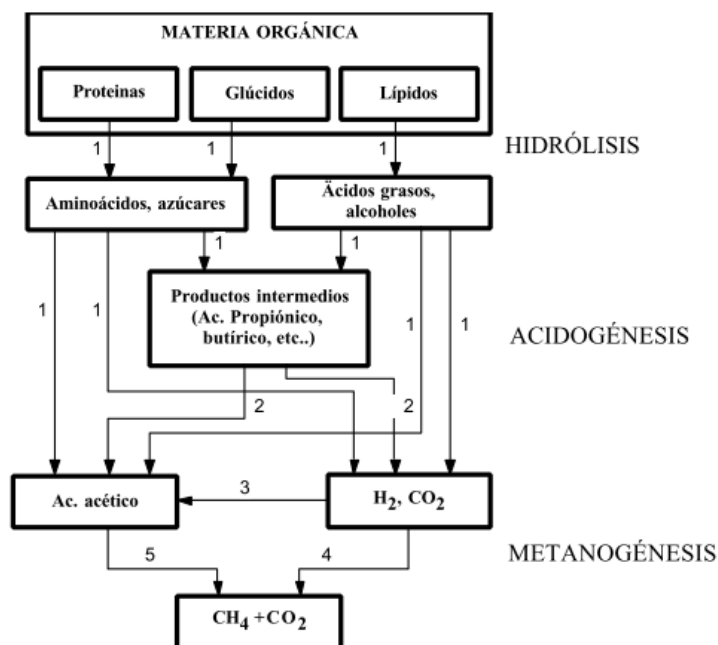 MATERIA ORGÁNICA
Proteinas
Glúcidos
Lípidos
1
1
1
HIDRÓLISIS
Aminoácidos, azúcares
Äcidos grasos,
alcoholes
1
1
1
1
1
1
Productos intermedios
(Ac. Propiónico,
butírico, etc..)
ACIDOGÉNESIS
2
2
Ac. acético
3
H2, CO2
5
4
METANOGÉNESIS
CH4 +CO2